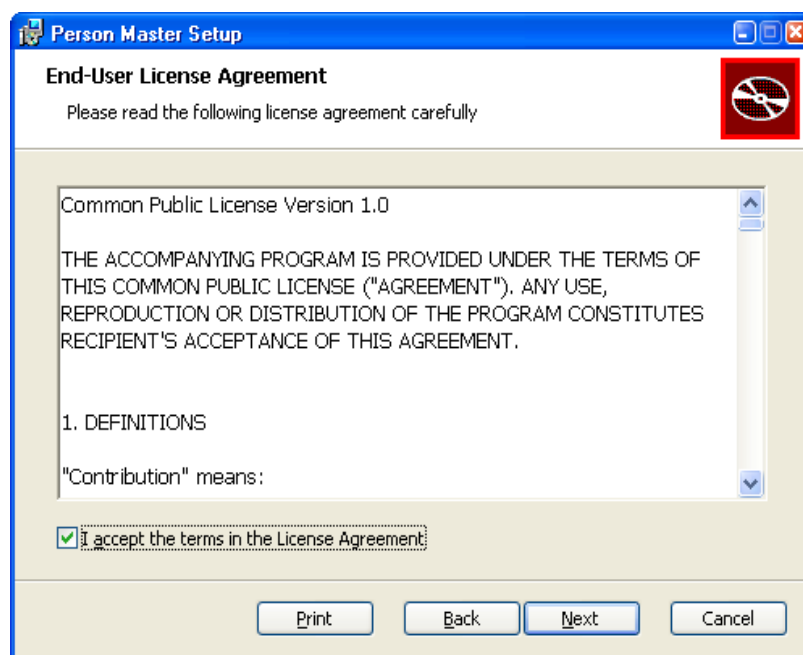 Person Master Setup
End-User License Agreement
Please read the following license agreement carefully
Common Public License Version 1.0
THE ACCOMPANYING PROGRAM IS PROVIDED UNDER THE TERMS OF
THIS COMMON PUBLIC LICENSE ("AGREEMENT"). ANY USE,
REPRODUCTION OR DISTRIBUTION OF THE PROGRAM CONSTITUTES
RECIPIENT'S ACCEPTANCE OF THIS AGREEMENT.
1. DEFINITIONS
"Contribution" means:
I accept the terms in the License Agreement
Print Back Next Cancel